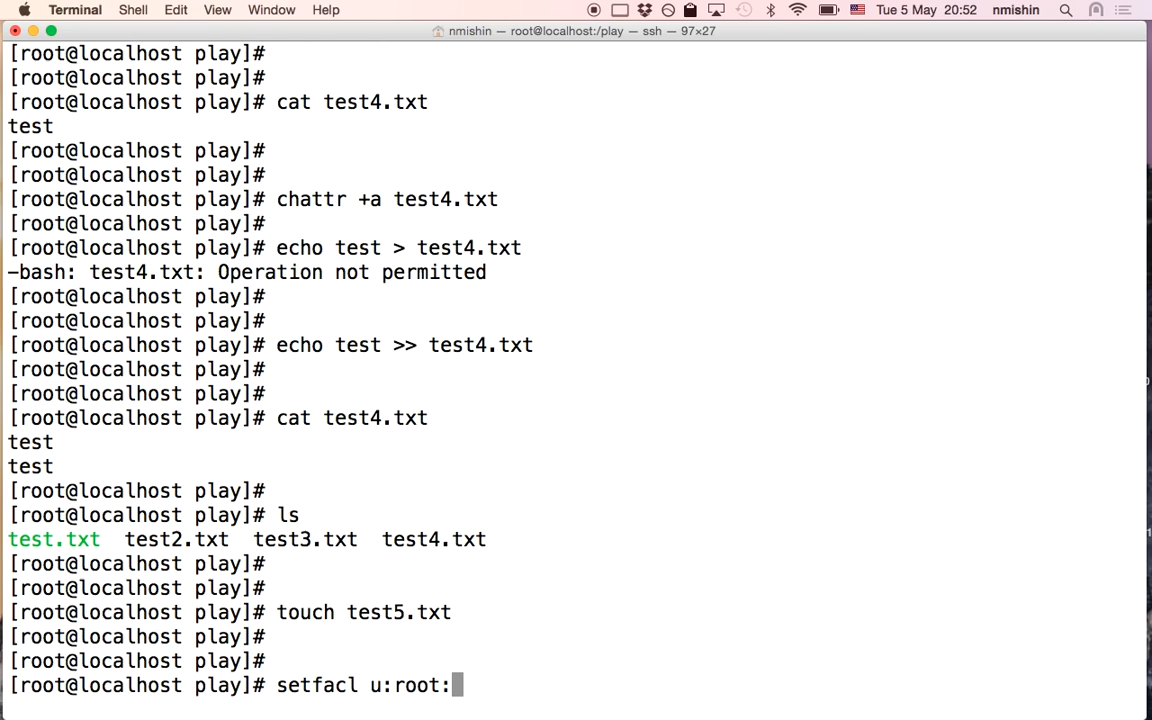 Terminal Shell Edit View Window Help Tue 5 May 20:52 nmishin
nmishin — root@localhost:/play — ssh — 97×27
[root@localhost play]#
[root@localhost play]#
[root@localhost play]# cat test4.txt
test
[root@localhost play]#
[root@localhost play]#
[root@localhost play]# chattr +a test4.txt
[root@localhost play]#
[root@localhost play]# echo test > test4.txt
-bash: test4.txt: Operation not permitted
[root@localhost play]#
[root@localhost play]#
[root@localhost play]# echo test >> test4.txt
[root@localhost play]#
[root@localhost play]#
[root@localhost play]# cat test4.txt
test
test
[root@localhost play]#
[root@localhost play]# ls
test.txt test2.txt test3.txt test4.txt
[root@localhost play]#
[root@localhost play]#
[root@localhost play]# touch test5.txt
[root@localhost play]#
[root@localhost play]#
[root@localhost play]# setfacl u:root: